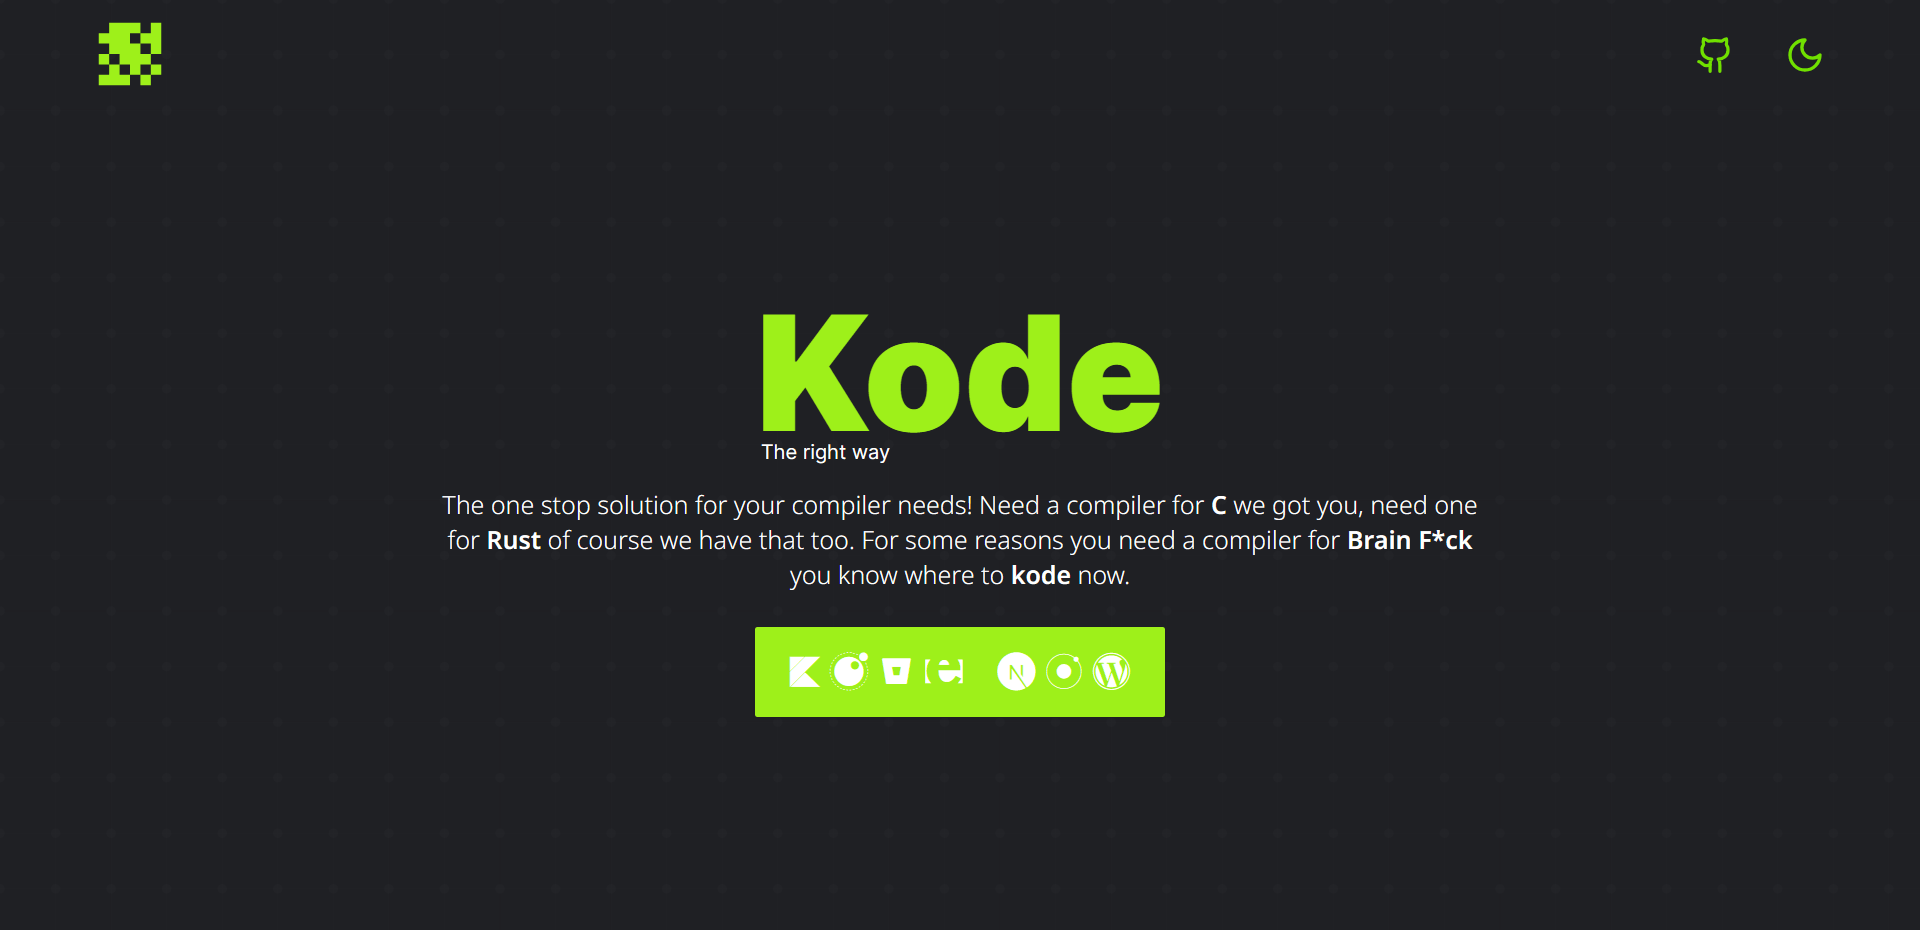 Kode
The right way
The one stop solution for your compiler needs! Need a compiler for C we got you, need one
for Rust of course we have that too. For some reasons you need a compiler for Brain F*ck
you know where to kode now.